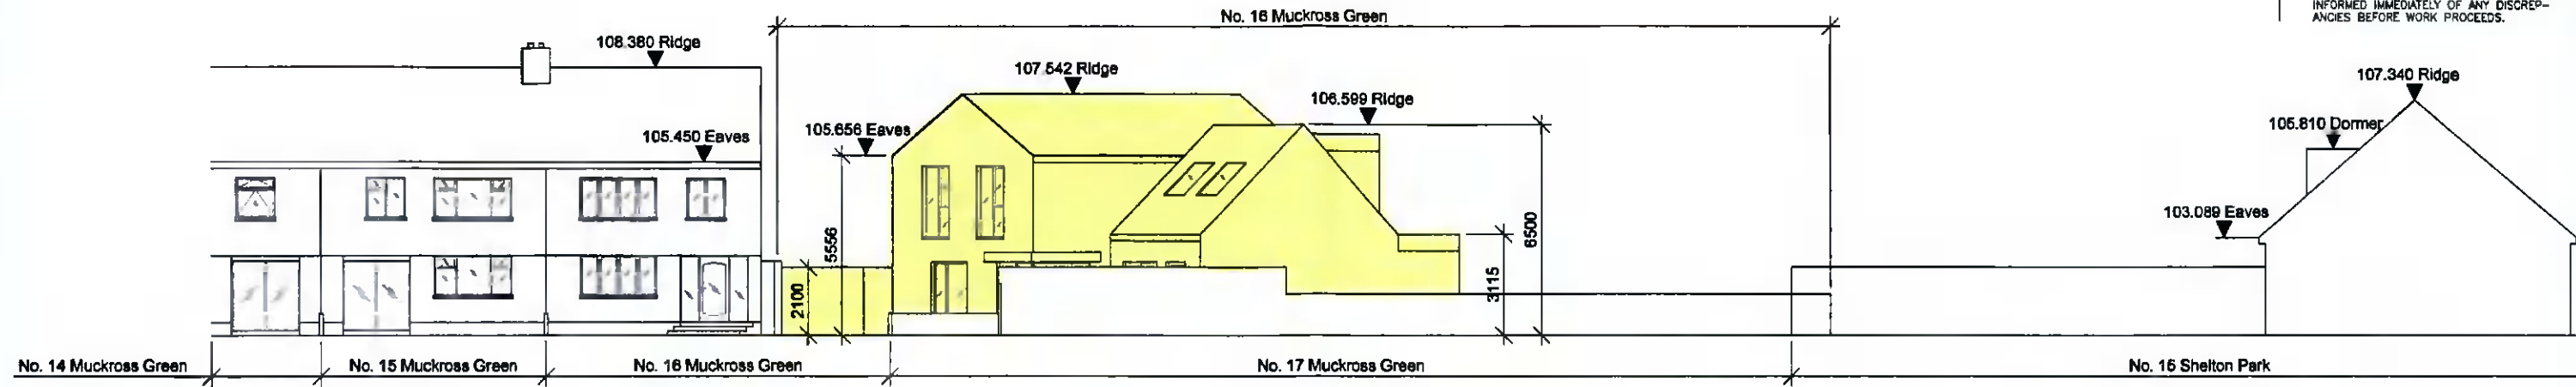 No. 16 Muckross Green
INFORMED IMMEDIATELY OF ANY DISCREP-
ANCIES BEFORE WORK PROCEEDS.
108.380 Ridge
107.542 Ridge
106.599 Ridge
107.340 Ridge
105.450 Eaves
105.656 Eaves
105.810 Dormer
103.089 Eaves
5556
2100
6500
3115
No. 14 Muckross Green
No. 15 Muckross Green
No. 16 Muckross Green
No. 17 Muckross Green
No. 15 Shelton Park